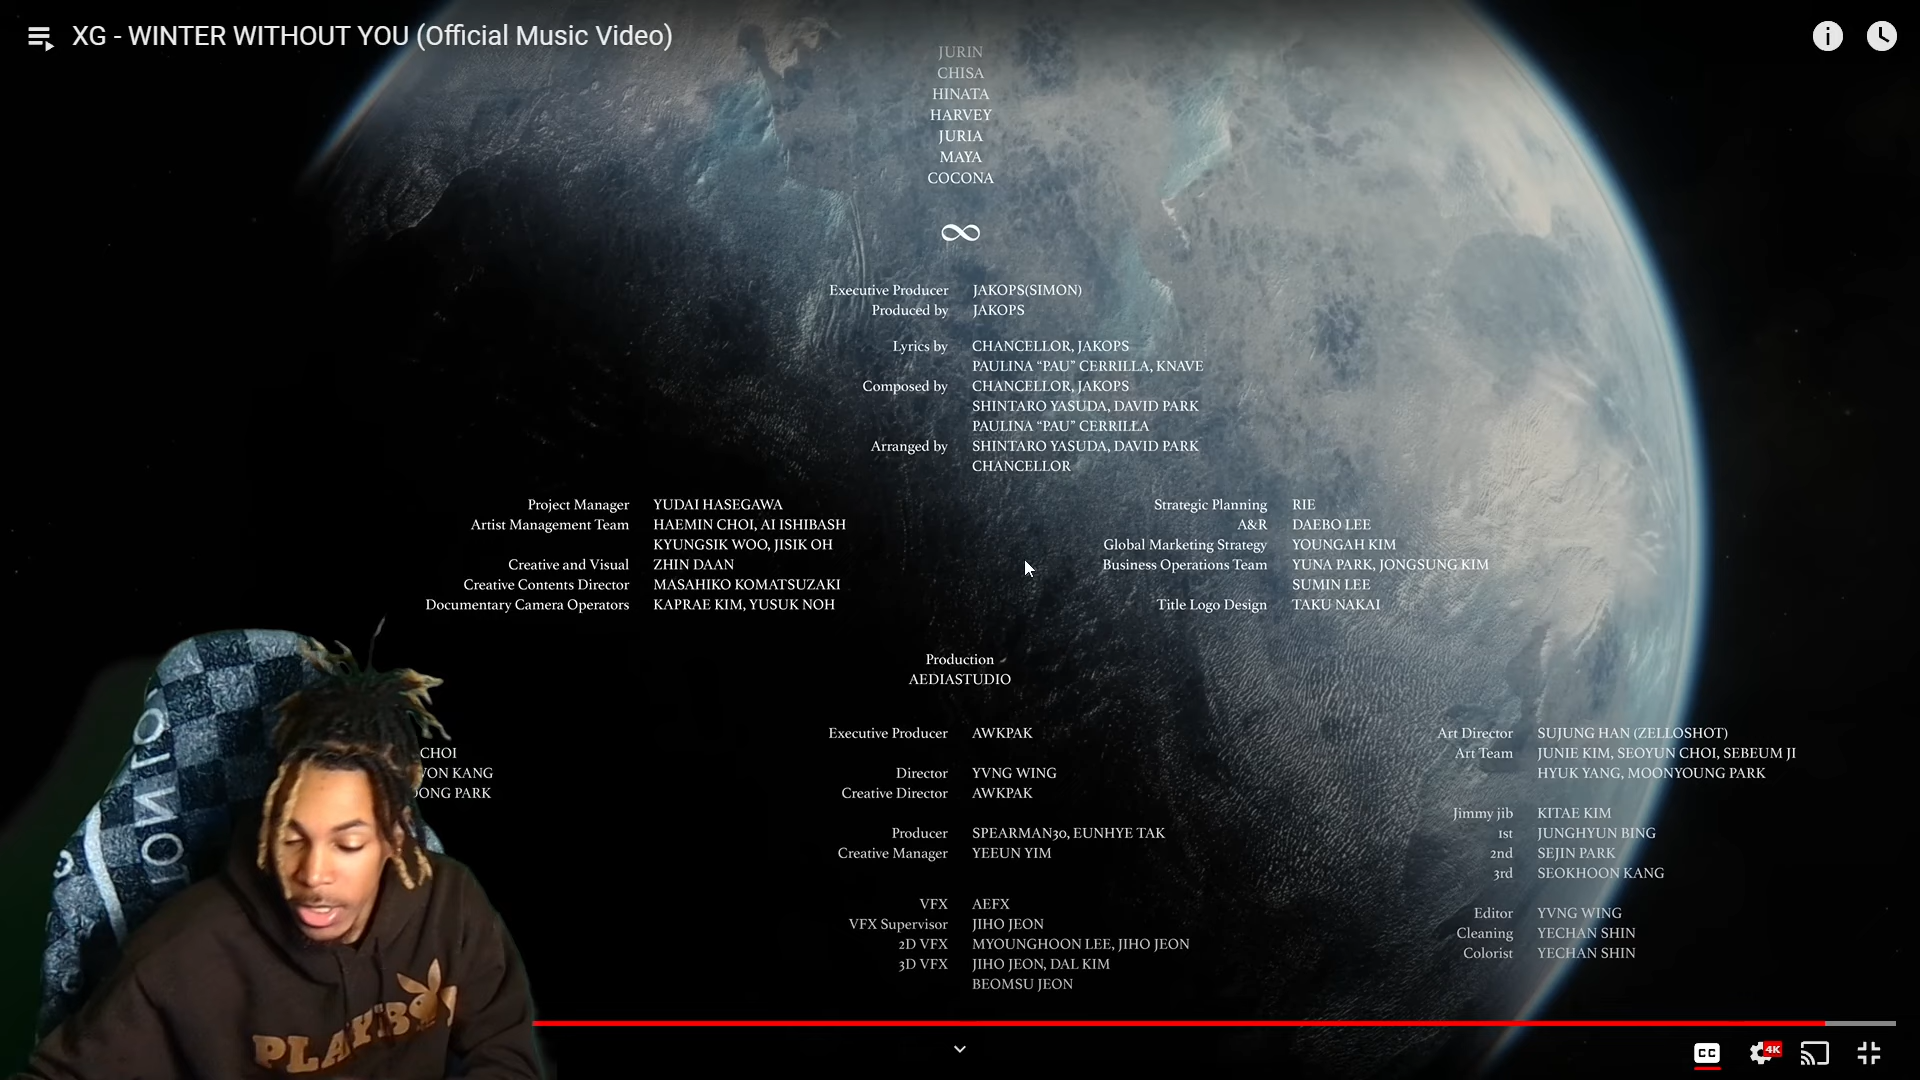 XG - WINTER WITHOUT YOU (Official Music Video)
JURIN
CHISA
HINATA
HARVEY
JURIA
MAYA
COCONA
Executive Producer JAKOPS(SIMON)
Produced by JAKOPS
Lyrics by CHANCELLOR, JAKOPS
PAULINA “PAU” CERRILLA, KNAVE
Composed by CHANCELLOR, JAKOPS
SHINTARO YASUDA, DAVID PARK
PAULINA “PAU” CERRILLA
Arranged by SHINTARO YASUDA, DAVID PARK
CHANCELLOR
Project Manager YUDAI HASEGAWA
Artist Management Team HAEMIN CHOI, AI ISHIBASH
KYUNGSIK WOO, JISIK OH
Creative and Visual ZHIN DAAN
Creative Contents Director MASAHIKO KOMATSUZAKI
Documentary Camera Operators KAPRAE KIM, YUSUK NOH
Strategic Planning RIE
A&R DAEBO LEE
Global Marketing Strategy YOUNGAH KIM
Business Operations Team YUNA PARK, JONGSUNG KIM
SUMIN LEE
Title Logo Design TAKU NAKAI
Production
AEDIASTUDIO
CHOI
KANG
PARK
Executive Producer AWKPAK
Director YVNG WING
Creative Director AWKPAK
Producer SPEARMAN30, EUNHYE TAK
Creative Manager YEEUN YIM
VFX AEFX
VFX Supervisor JIHO JEON
2D VFX MYOUNGHOON LEE, JIHO JEON
3D VFX JIHO JEON, DAL KIM
BEOMSU JEON
Art Director SUJUNG HAN (ZELLOSHOT)
Art Team JUNIE KIM, SEOYUN CHOI, SEBEUM JI
HYUK YANG, MOONYOUNG PARK
Jimmy jib KITAE KIM
1st JUNGHYUN BING
2nd SEJIN PARK
3rd SEOKHOON KANG
Editor YVNG WING
Cleaning YECHAN SHIN
Colorist YECHAN SHIN
PLAYBOY
CC
4K